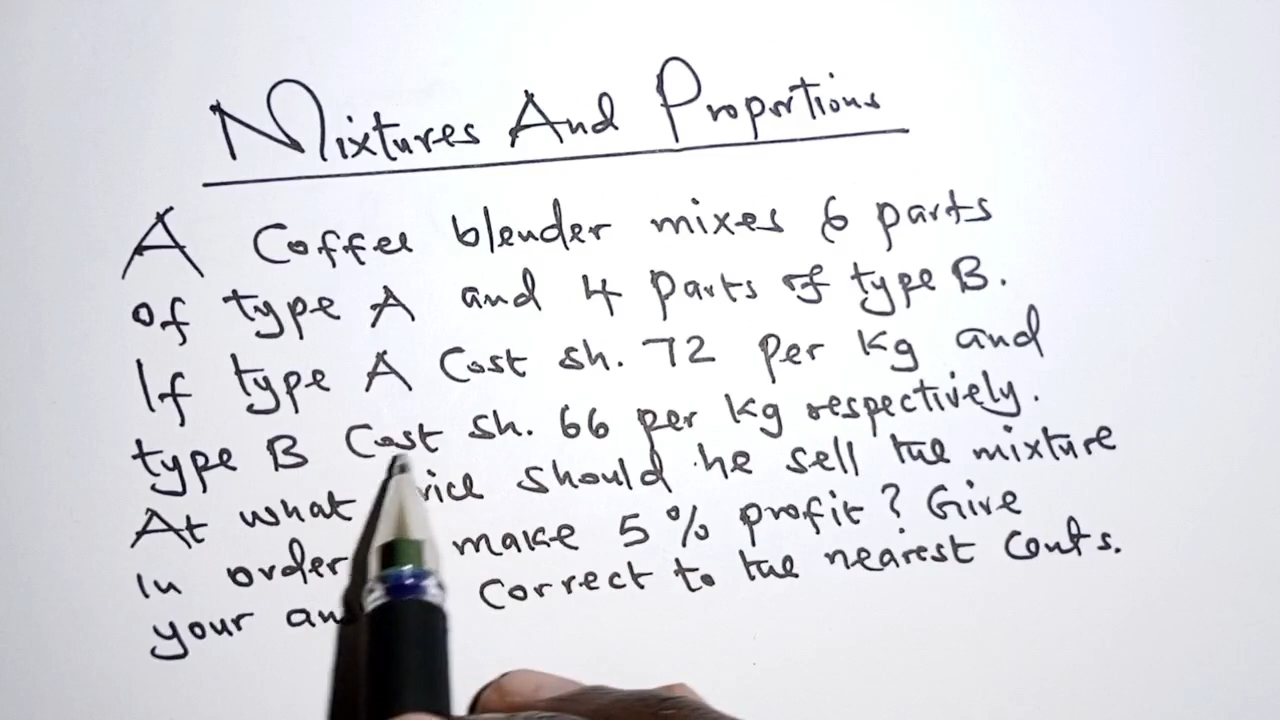 Mixtures And Proportions
A Coffee blender mixes 6 parts
of type A and 4 parts of type B.
If type A Cost sh. 72 per kg and
type B Cost sh. 66 per kg respectively.
At what should he sell the mixture
in order make 5% profit? Give
your correct to the nearest Cents.